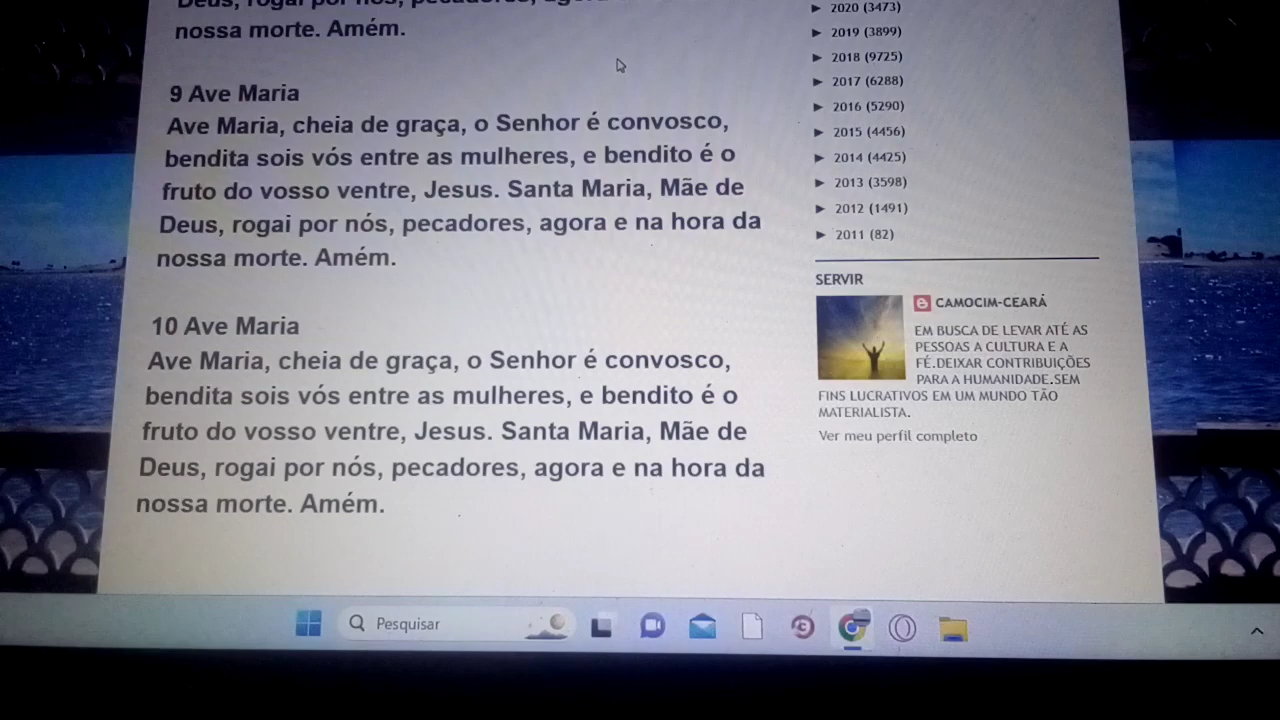 Deus, rogai por nós, pecadores, agora
nossa morte. Amém.
9 Ave Maria
Ave Maria, cheia de graça, o Senhor é convosco,
bendita sois vós entre as mulheres, e bendito é o
fruto do vosso ventre, Jesus. Santa Maria, Mãe de
Deus, rogai por nós, pecadores, agora e na hora da
nossa morte. Amém.
10 Ave Maria
Ave Maria, cheia de graça, o Senhor é convosco,
bendita sois vós entre as mulheres, e bendito é o
fruto do vosso ventre, Jesus. Santa Maria, Mãe de
Deus, rogai por nós, pecadores, agora e na hora da
nossa morte. Amém.
► 2020 (3473)
► 2019 (3899)
► 2018 (9725)
► 2017 (6288)
► 2016 (5290)
► 2015 (4456)
► 2014 (4425)
► 2013 (3598)
► 2012 (1491)
► 2011 (82)
SERVIR
CAMOCIM-CEARÁ
EM BUSCA DE LEVAR ATÉ AS
PESSOAS A CULTURA E A
FÉ.DEIXAR CONTRIBUIÇÕES
PARA A HUMANIDADE.SEM
FINS LUCRATIVOS EM UM MUNDO TÃO
MATERIALISTA.
Ver meu perfil completo
Pesquisar